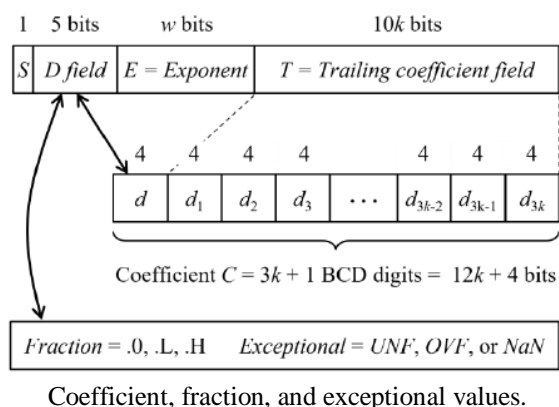 1 5 bits w bits 10k bits
S D field E = Exponent T = Trailing coefficient field
4 4 4 4 4 4 4
d d₁ d₂ d₃ ··· d₃ₖ₋₂ d₃ₖ₋₁ d₃ₖ
Coefficient C = 3k + 1 BCD digits = 12k + 4 bits
Fraction = .0, .L, .H Exceptional = UNF, OVF, or NaN
Coefficient, fraction, and exceptional values.